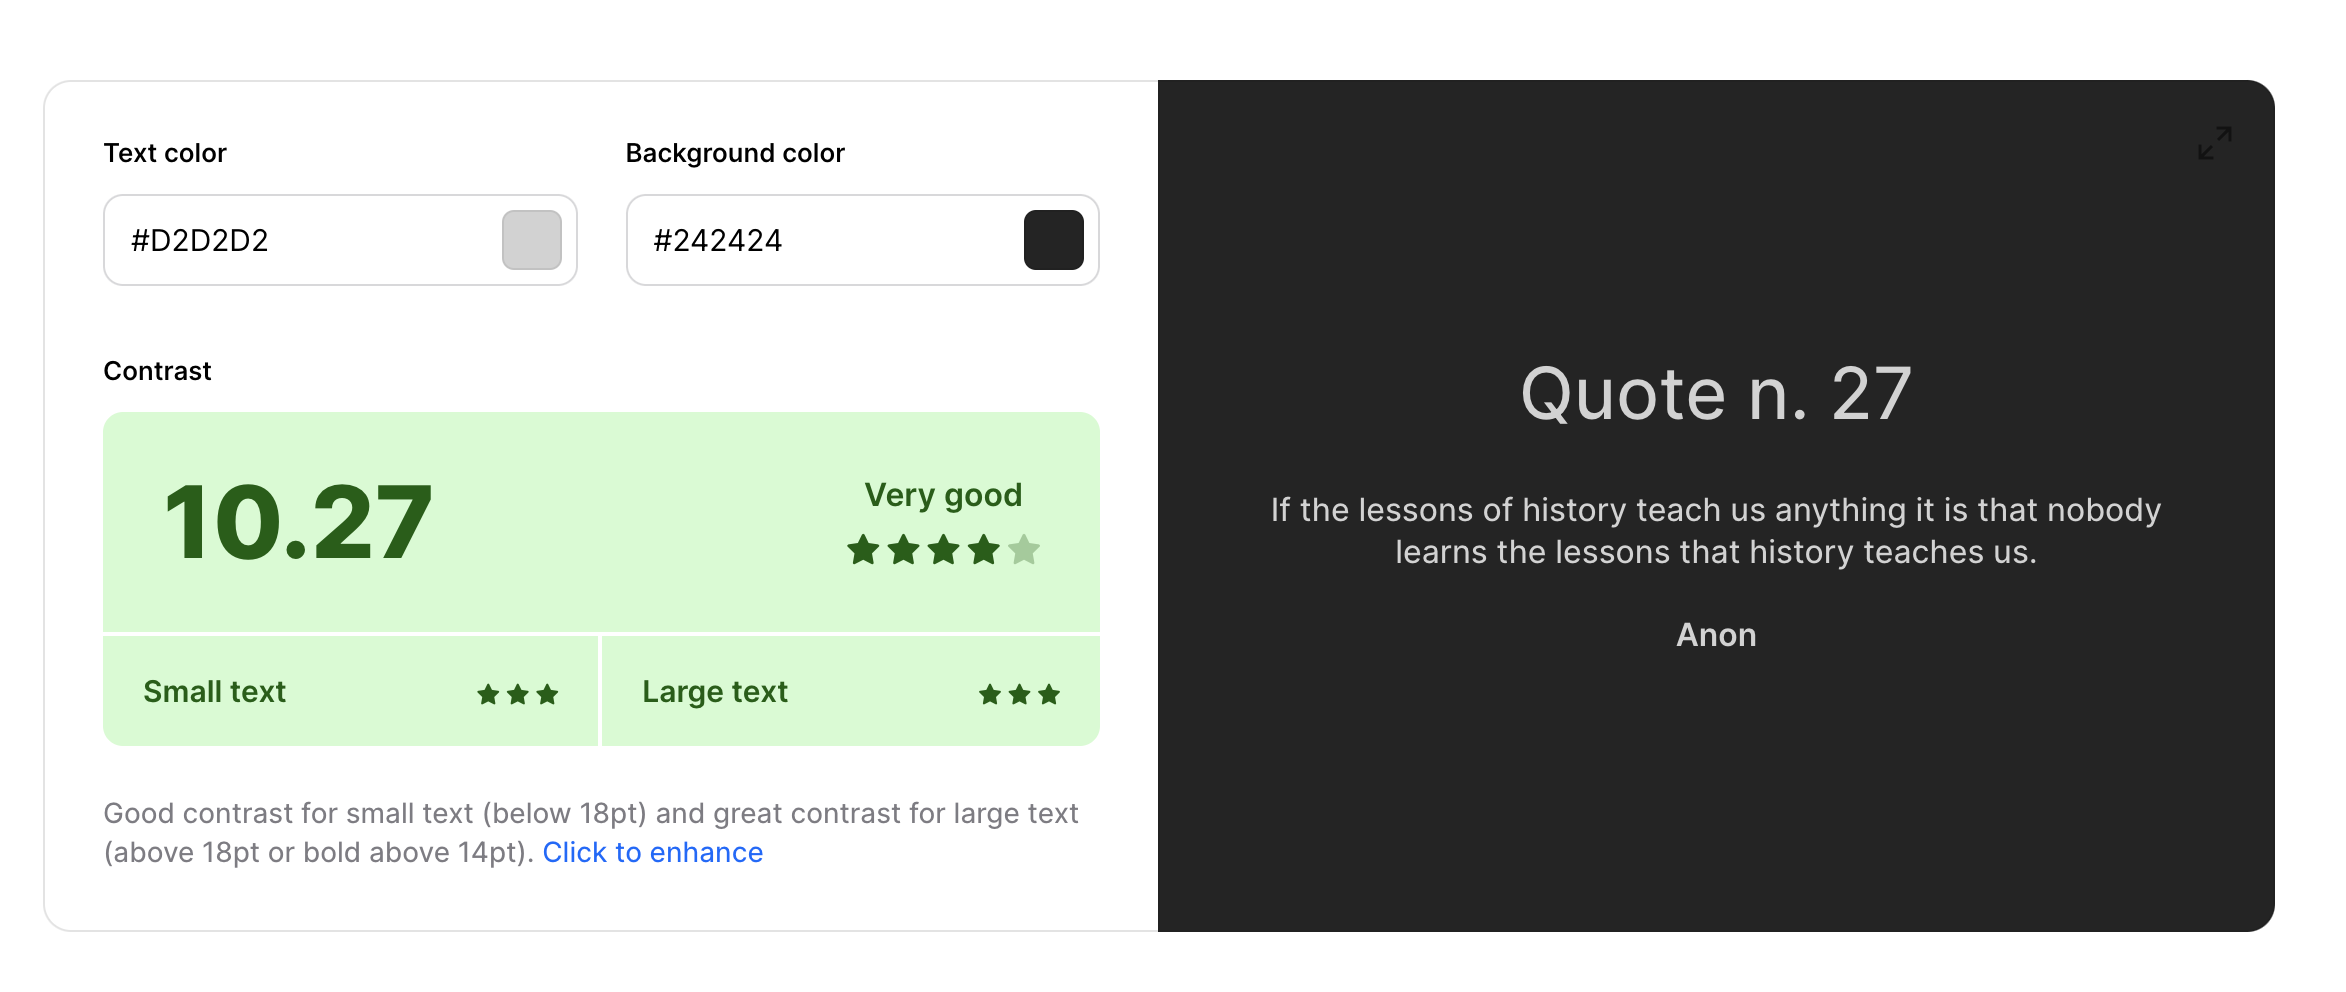 Text color
Background color
#D2D2D2
#242424
Contrast
10.27
Very good
Small text
Large text
Good contrast for small text (below 18pt) and great contrast for large text
(above 18pt or bold above 14pt). Click to enhance
Quote n. 27
If the lessons of history teach us anything it is that nobody
learns the lessons that history teaches us.
Anon